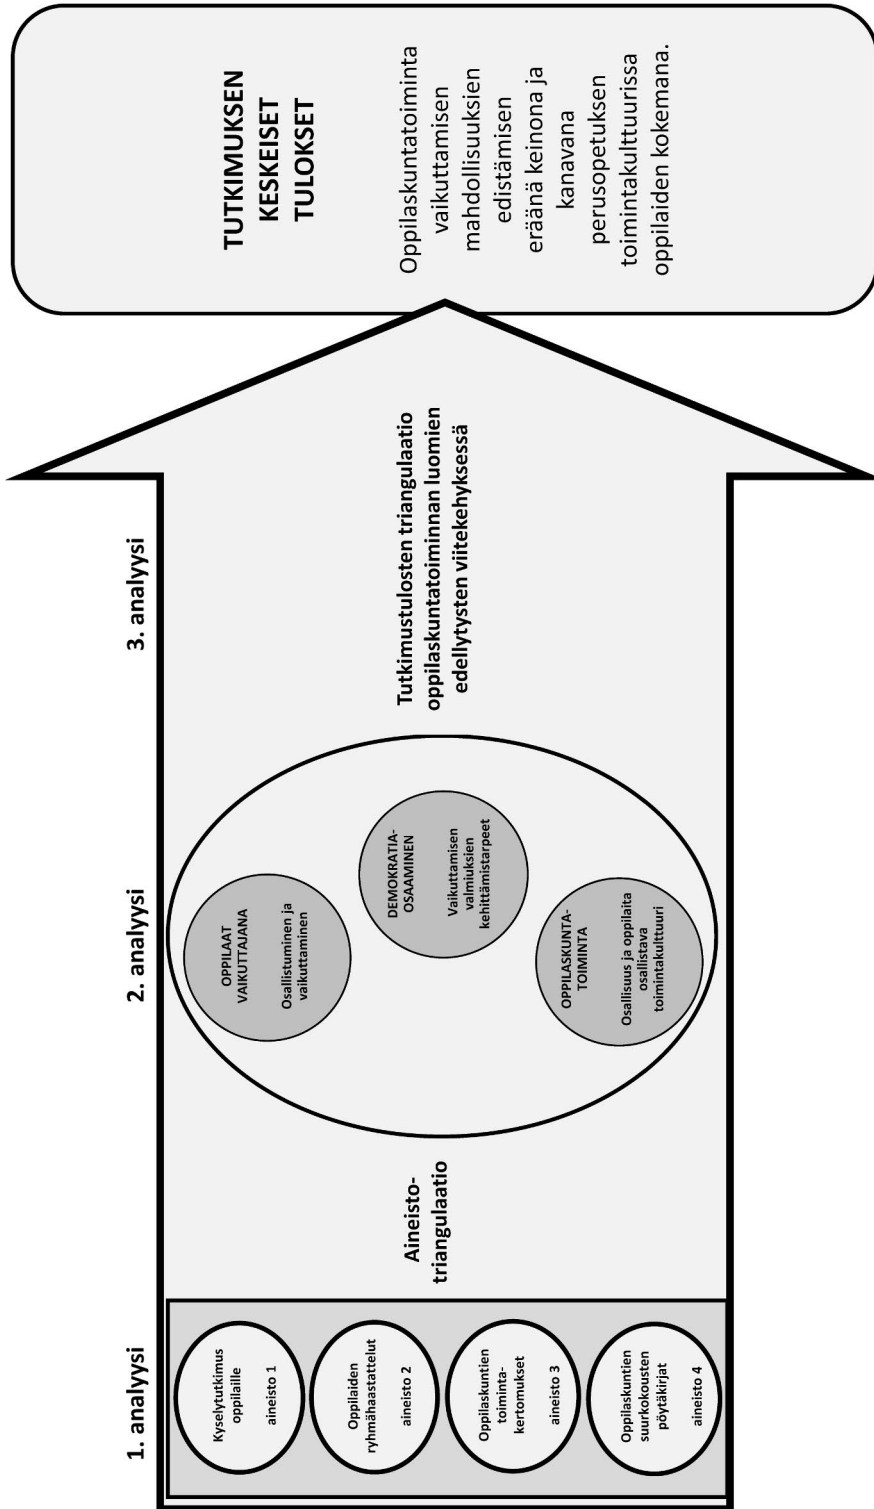 1. analyysi
Kyselytutkimus
oppilaille
aineisto 1
Oppilaiden
ryhmähaastattelut
aineisto 2
Oppilaskuntien
toiminta-
kertomukset
aineisto 3
Oppilaskuntien
suurkokousten
pöytäkirjat
aineisto 4
Aineisto-
triangulaatio
2. analyysi
OPPILAAT
VAIKUTTAJANA
Osallistuminen ja
vaikuttaminen
DEMOKRATIA-
OSAAMINEN
Vaikuttamisen
valmiuksien
kehittämistarpeet
OPPILASKUNTA-
TOIMINTA
Osallisuus ja oppilaita
osallistava
toimintakulttuuri
3. analyysi
Tutkimustulosten triangulaatio
oppilaskuntatoiminnan luomien
edellytysten viitekehyksessä
TUTKIMUKSEN
KESKEISET
TULOKSET
Oppilaskuntatoiminta
vaikuttamisen
mahdollisuuksien
edistämisen
eräänä keinona ja
kanavana
perusopetuksen
toimintakulttuurissa
oppilaiden kokemana.